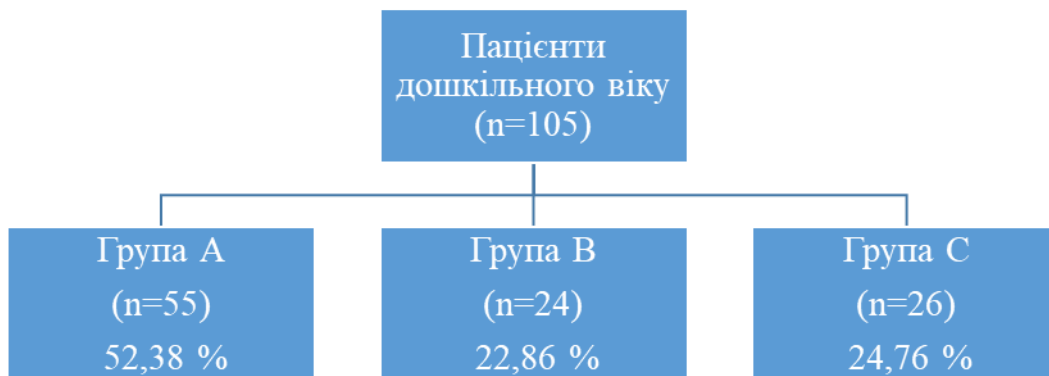 Пацієнти
дошкільного віку
(n=105)
Група А
(n=55)
52,38 %
Група В
(n=24)
22,86 %
Група С
(n=26)
24,76 %